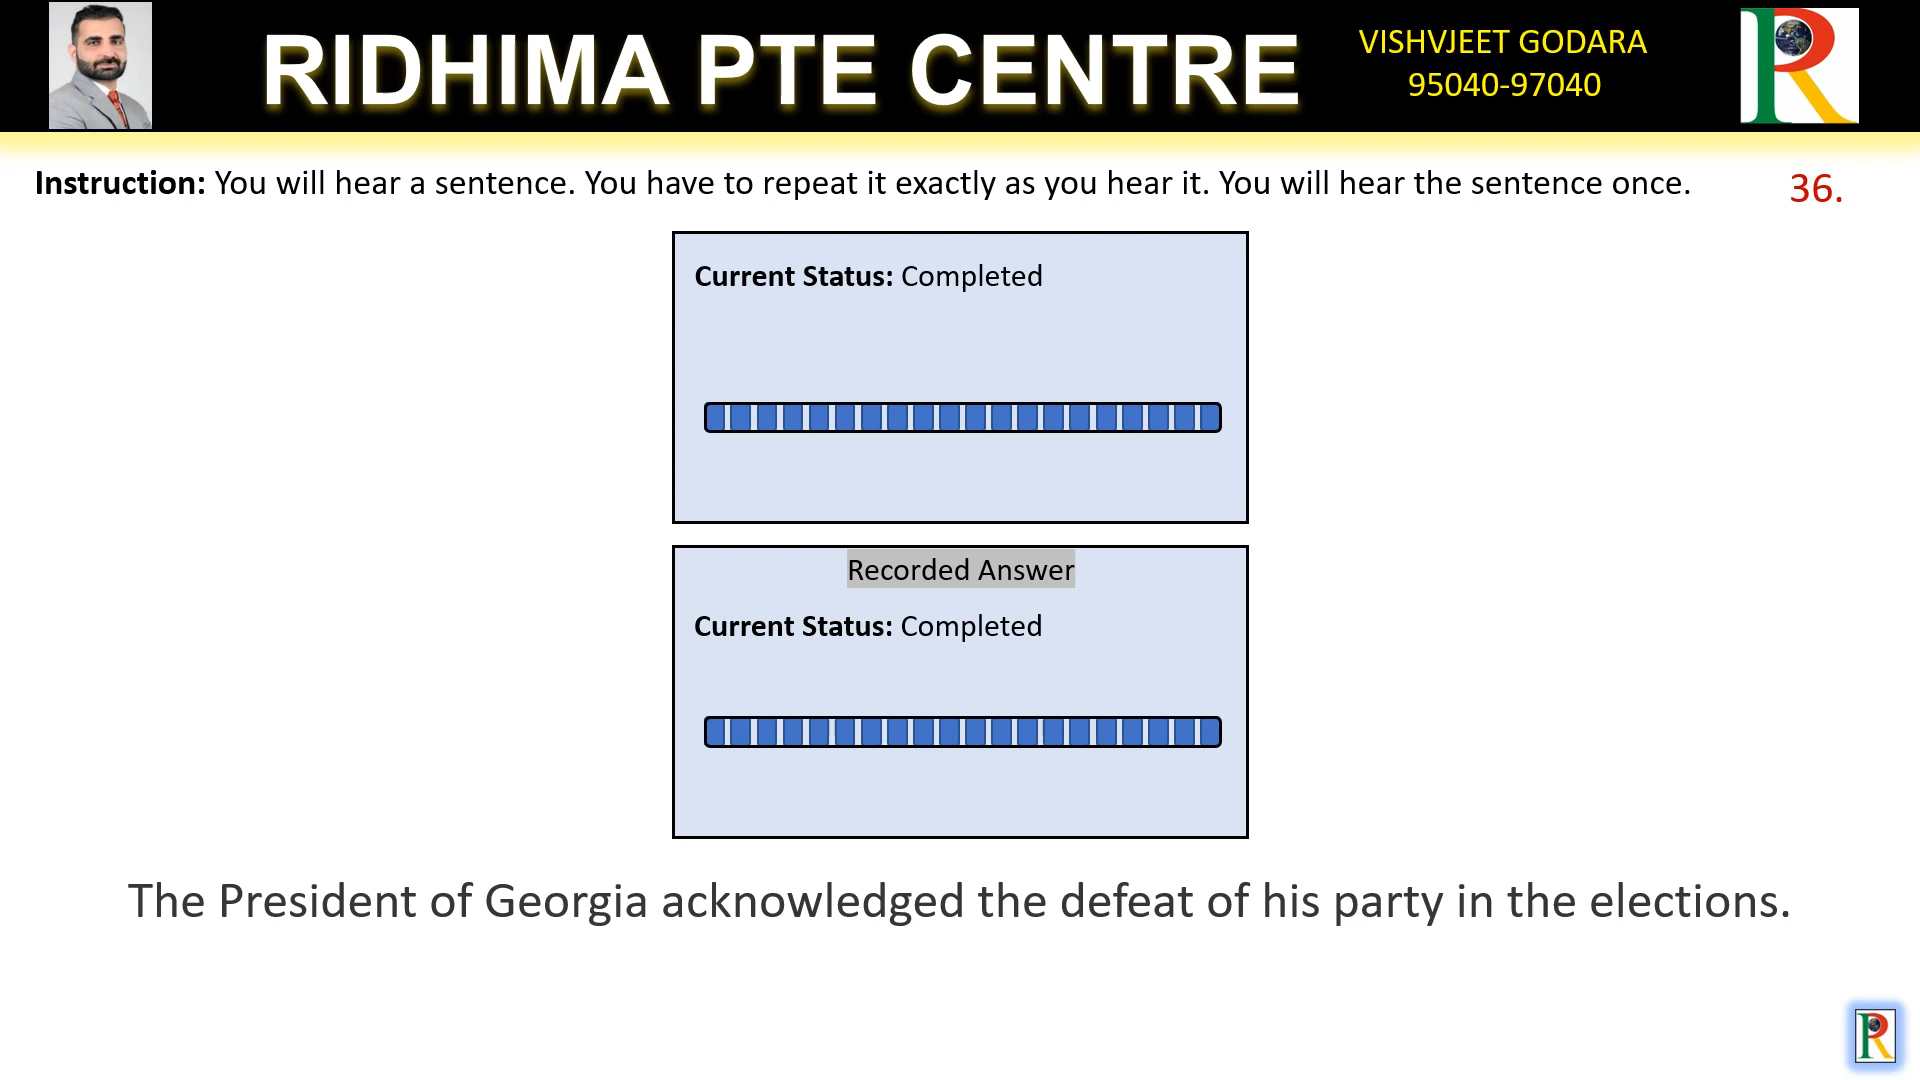 RIDHIMA PTE CENTRE
VISHVJEET GODARA
95040-97040
R
Instruction: You will hear a sentence. You have to repeat it exactly as you hear it. You will hear the sentence once.
36.
Current Status: Completed
Recorded Answer
Current Status: Completed
The President of Georgia acknowledged the defeat of his party in the elections.
R